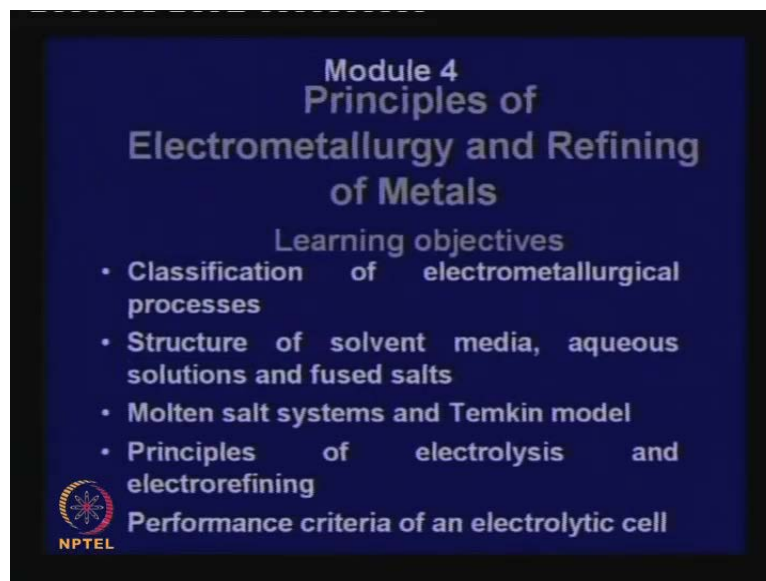 Module 4
Principles of
Electrometallurgy and Refining
of Metals
Learning objectives
• Classification of electrometallurgical
processes
• Structure of solvent media, aqueous
solutions and fused salts
• Molten salt systems and Temkin model
• Principles of electrolysis and
electrorefining
Performance criteria of an electrolytic cell
NPTEL